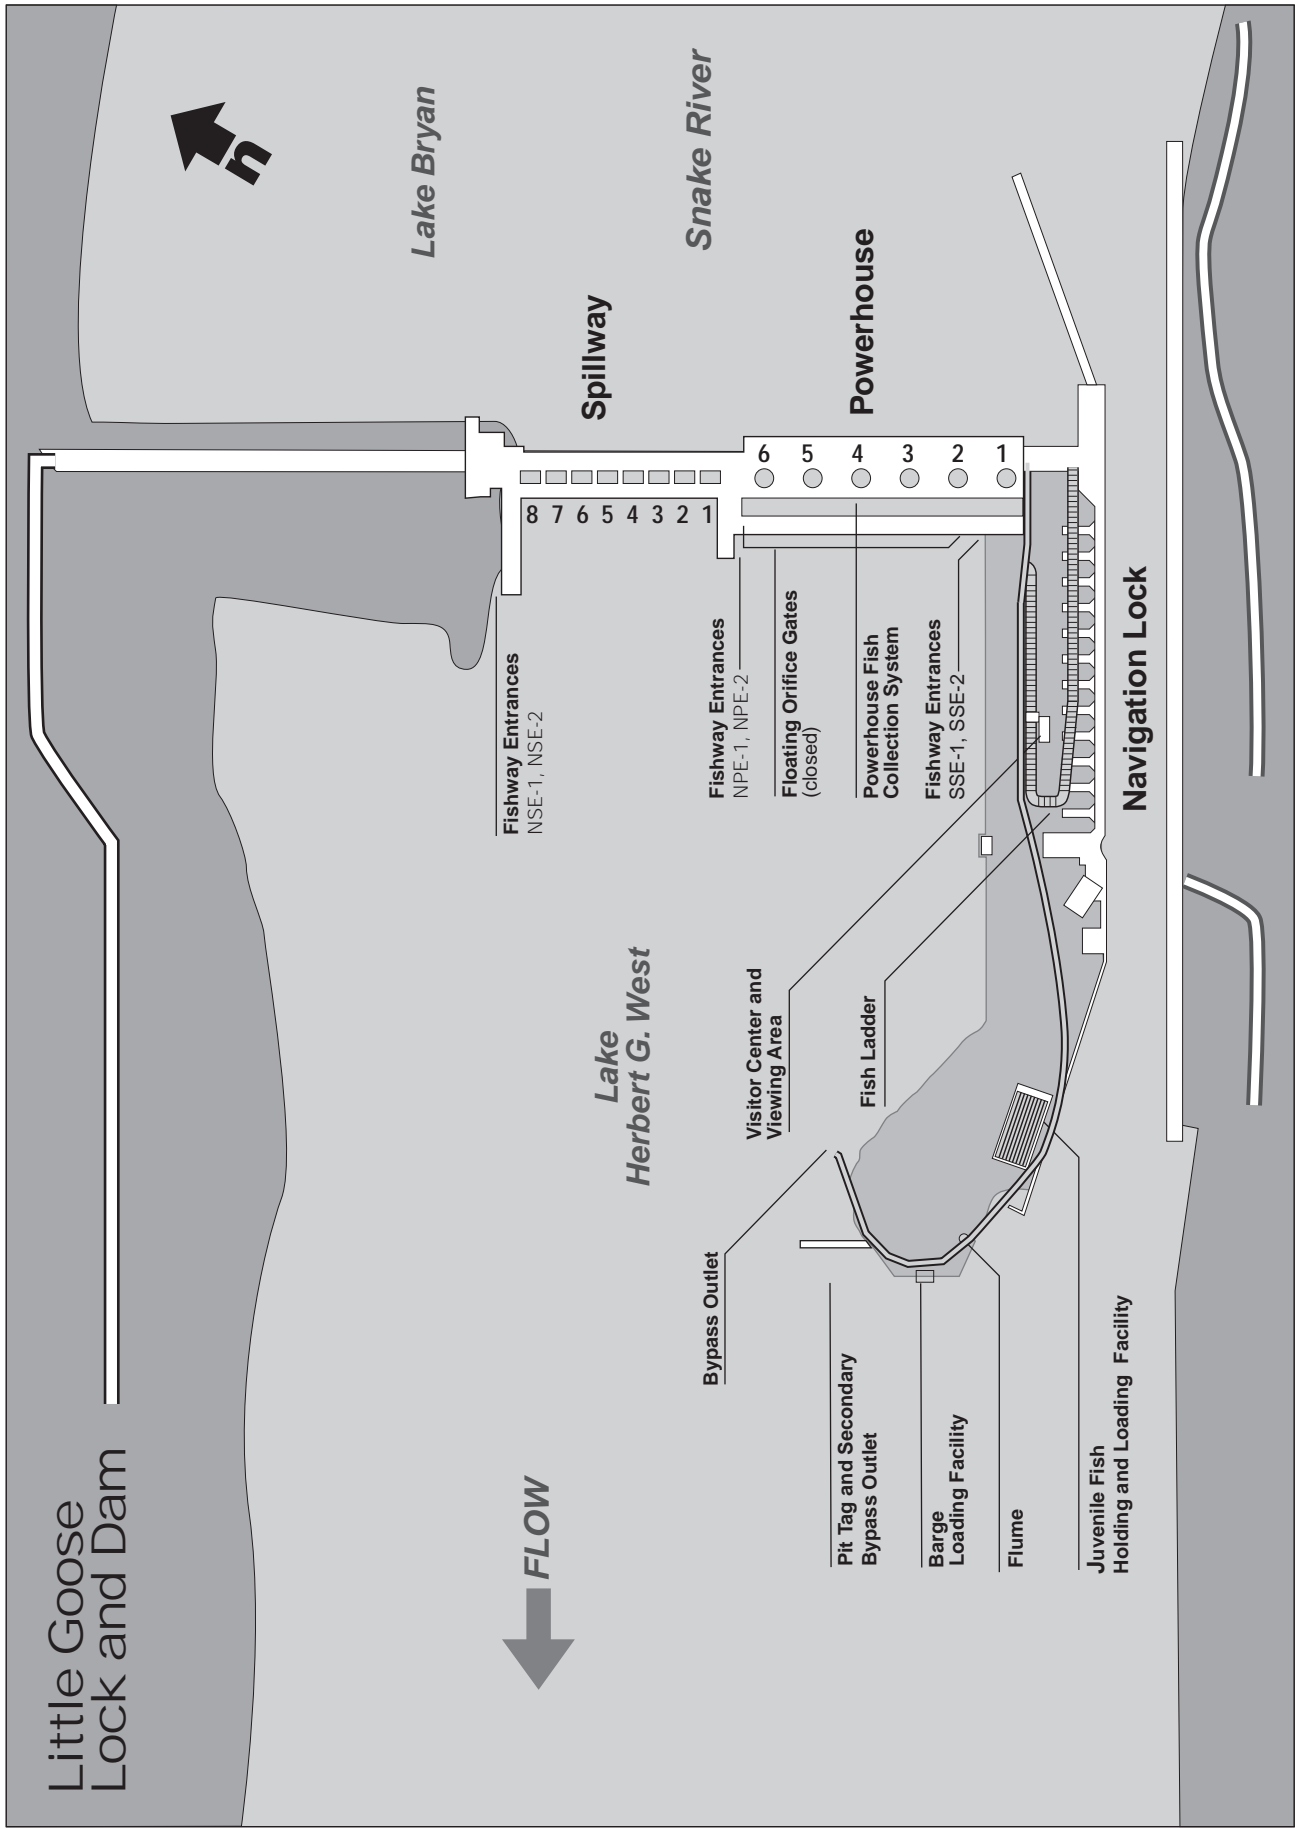 Little Goose
Lock and Dam
n
Lake Bryan
Snake River
Spillway
Powerhouse
8 7 6 5 4 3 2 1
6 5 4 3 2 1
Fishway Entrances
NSE-1, NSE-2
Fishway Entrances
NPE-1, NPE-2
Floating Orifice Gates
(closed)
Powerhouse Fish
Collection System
Fishway Entrances
SSE-1, SSE-2
Navigation Lock
Lake
Herbert G. West
Visitor Center and
Viewing Area
Fish Ladder
Bypass Outlet
FLOW
Pit Tag and Secondary
Bypass Outlet
Barge
Loading Facility
Flume
Juvenile Fish
Holding and Loading Facility